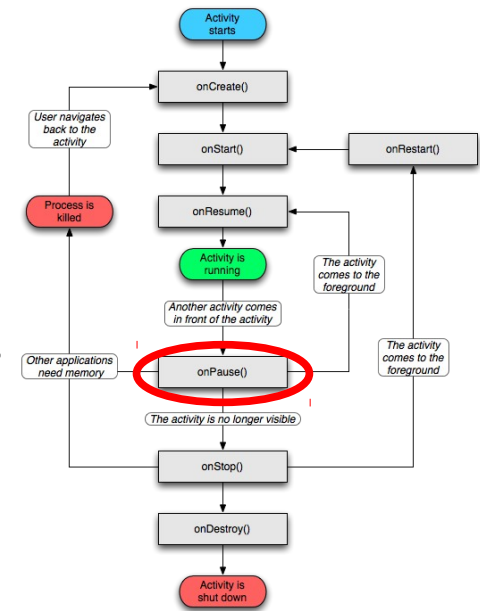 Activity
starts
onCreate()
User navigates
back to the
activity
onStart()
onRestart()
Process is
killed
onResume()
Activity is
running
The activity
comes to the
foreground
Another activity comes
in front of the activity
Other applications
need memory
onPause()
The activity
comes to the
foreground
The activity is no longer visible
onStop()
onDestroy()
Activity is
shut down